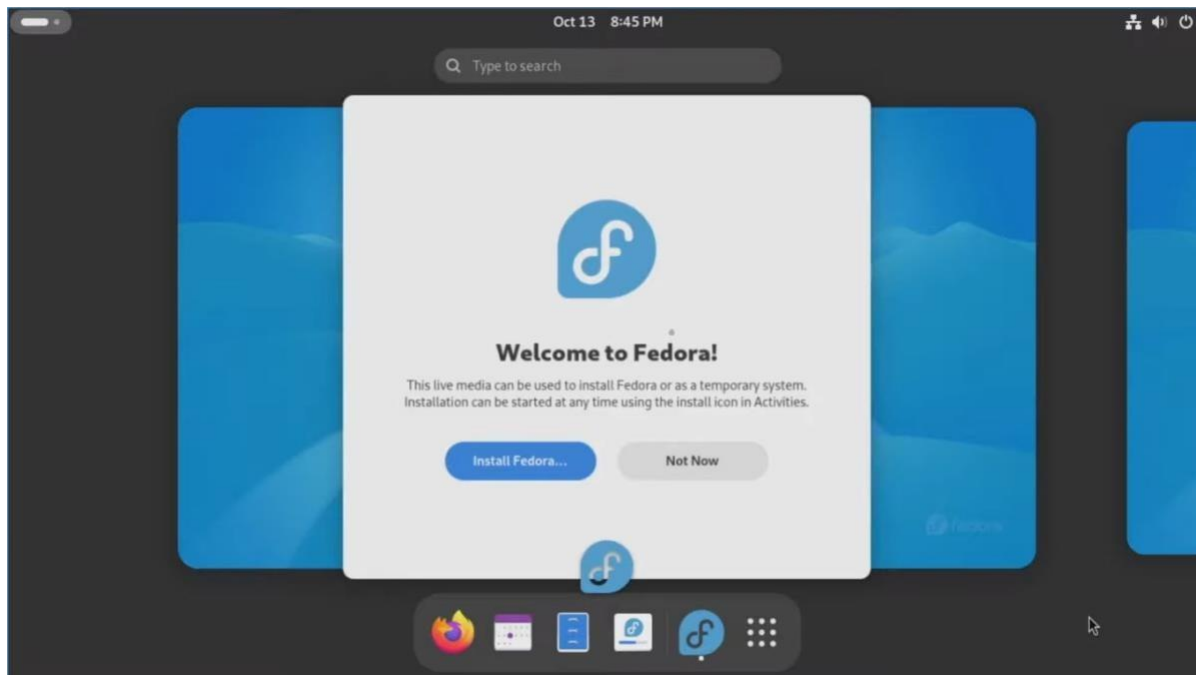 Oct 13 8:45 PM
Type to search
Welcome to Fedora!
This live media can be used to install Fedora or as a temporary system.
Installation can be started at any time using the install icon in Activities.
Install Fedora...
Not Now
fedora